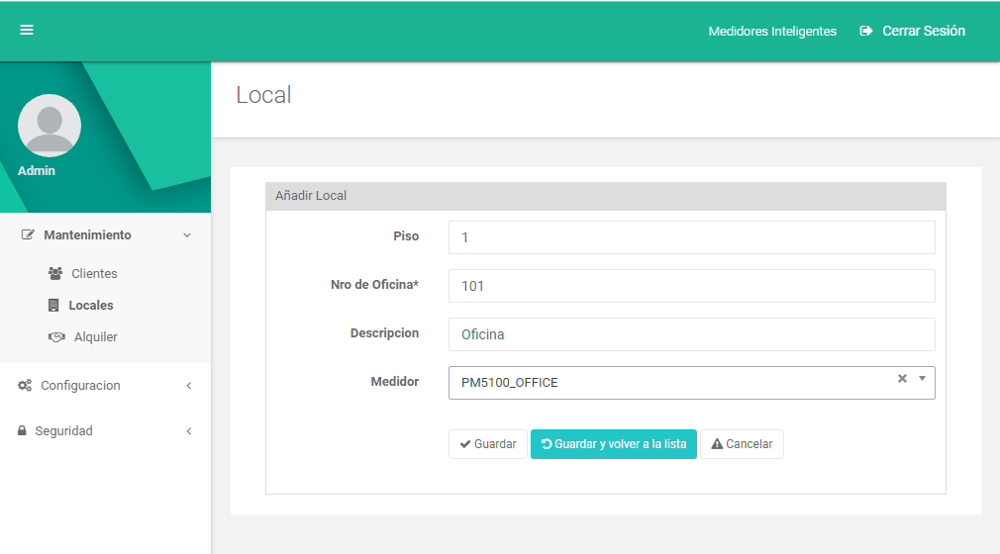 Medidores Inteligentes Cerrar Sesión
Admin
Mantenimiento
Clientes
Locales
Alquiler
Configuracion
Seguridad
Local
Añadir Local
Piso 1
Nro de Oficina* 101
Descripcion Oficina
Medidor PM5100_OFFICE
Guardar Guardar y volver a la lista Cancelar